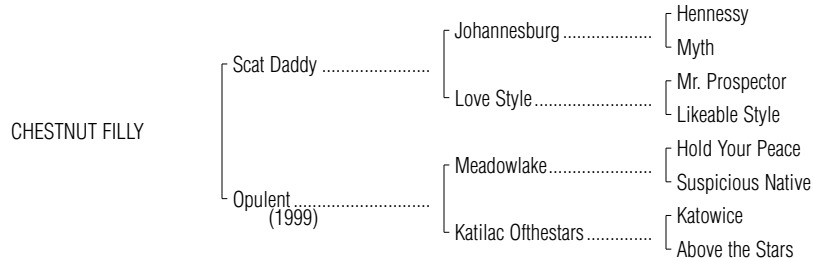 Hennessy
Johannesburg ....................
Myth
Scat Daddy ........................
Mr. Prospector
Love Style..........................
Likeable Style
CHESTNUT FILLY
Hold Your Peace
Meadowlake.......................
Suspicious Native
Opulent ..............................
(1999)
Katowice
Katilac Ofthestars ...............
Above the Stars